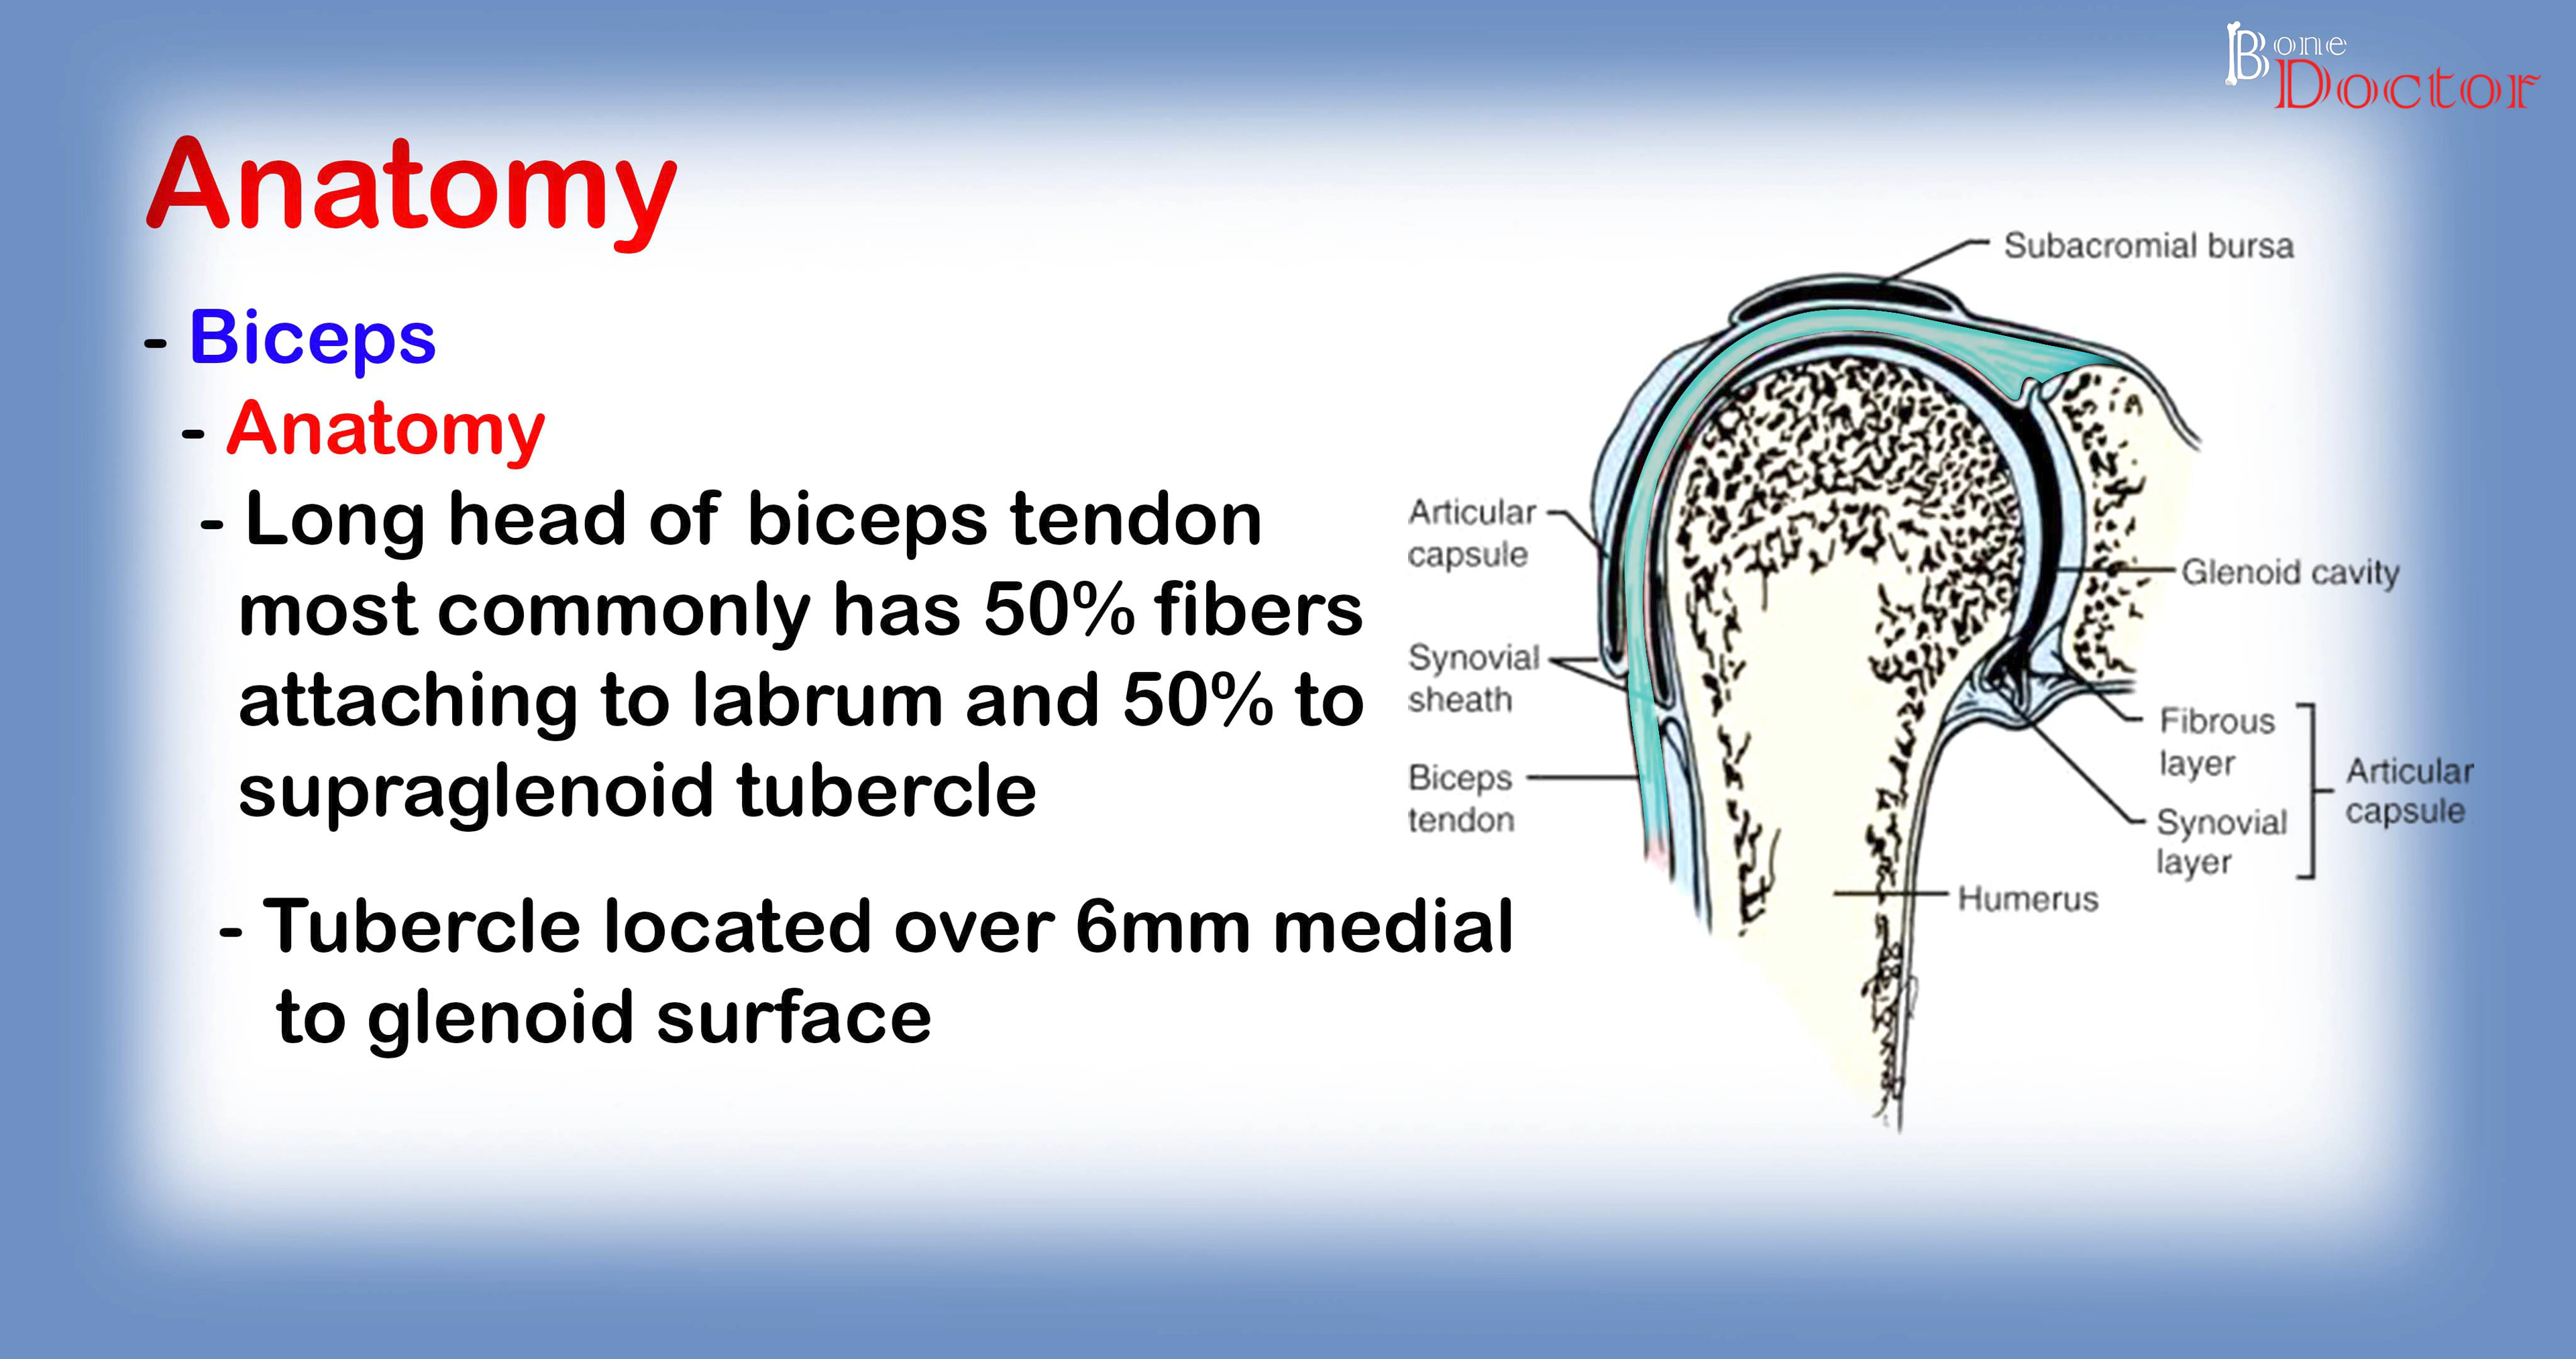 Bone
Doctor
Anatomy
- Biceps
- Anatomy
- Long head of biceps tendon
most commonly has 50% fibers
attaching to labrum and 50% to
supraglenoid tubercle
- Tubercle located over 6mm medial
to glenoid surface
Subacromial bursa
Articular
capsule
Synovial
sheath
Biceps
tendon
Glenoid cavity
Fibrous
layer
Synovial
layer
Articular
capsule
Humerus